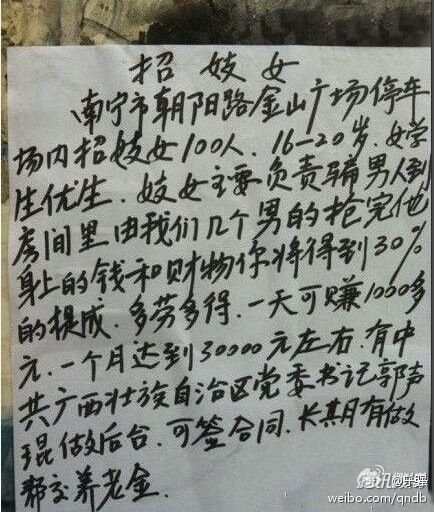 招妓女
南宁市朝阳路金山广场停车
场内招妓女100人.16-20岁.女学
生优生.妓女主要负责骗男人到
房间里.由我们几个男的抢完他
身上的钱和财物你将得到30%
的提成.多劳多得.一天可赚1000多
元.一个月达到30000元左右.有中
共广西壮族自治区党委书记郭声
琨做后台.可签合同.长期有做
帮交养老金.
weibo.com/qndb